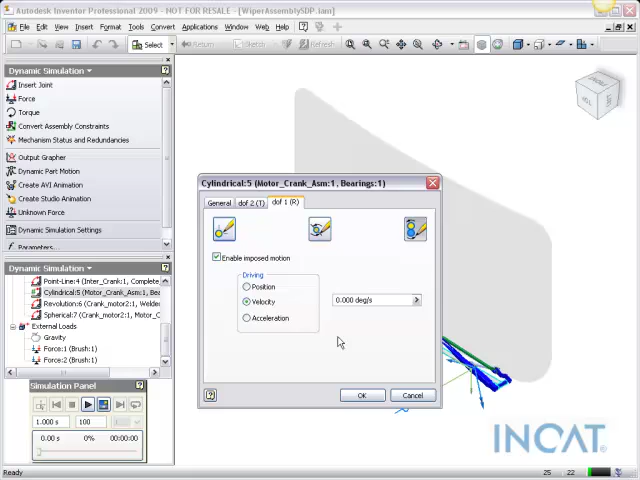 Autodesk Inventor Professional 2009 - NOT FOR RESALE - [WiperAssemblySDP.iam]
File Edit View Insert Format Tools Convert Applications Window Web Help
Select Return Sketch Refresh
Dynamic Simulation
Insert Joint
Force
Torque
Convert Assembly Constraints
Mechanism Status and Redundancies
Output Grapher
Dynamic Part Motion
Create AVI Animation
Create Studio Animation
Unknown Force
Dynamic Simulation Settings
Parameters...
Dynamic Simulation
Point-Line:4 (Inter_Crank:1, Complete
Cylindrical:5 (Motor_Crank_Asm:1, Bea
Revolution:6 (Crank_motor2:1, Welde
Spherical:7 (Crank_motor2:1, Compone
External Loads
Gravity
Force:1 (Brush:1)
Force:2 (Brush:1)
Simulation Panel
1.000 s 100
0.00 s 0% 00:00:00
Cylindrical:5 (Motor_Crank_Asm:1, Bearings:1)
General dof 2 (T) dof 1 (R)
Enable imposed motion
Driving
Position
Velocity
Acceleration
0.000 deg/s
OK Cancel
INCAT
Ready 25 22